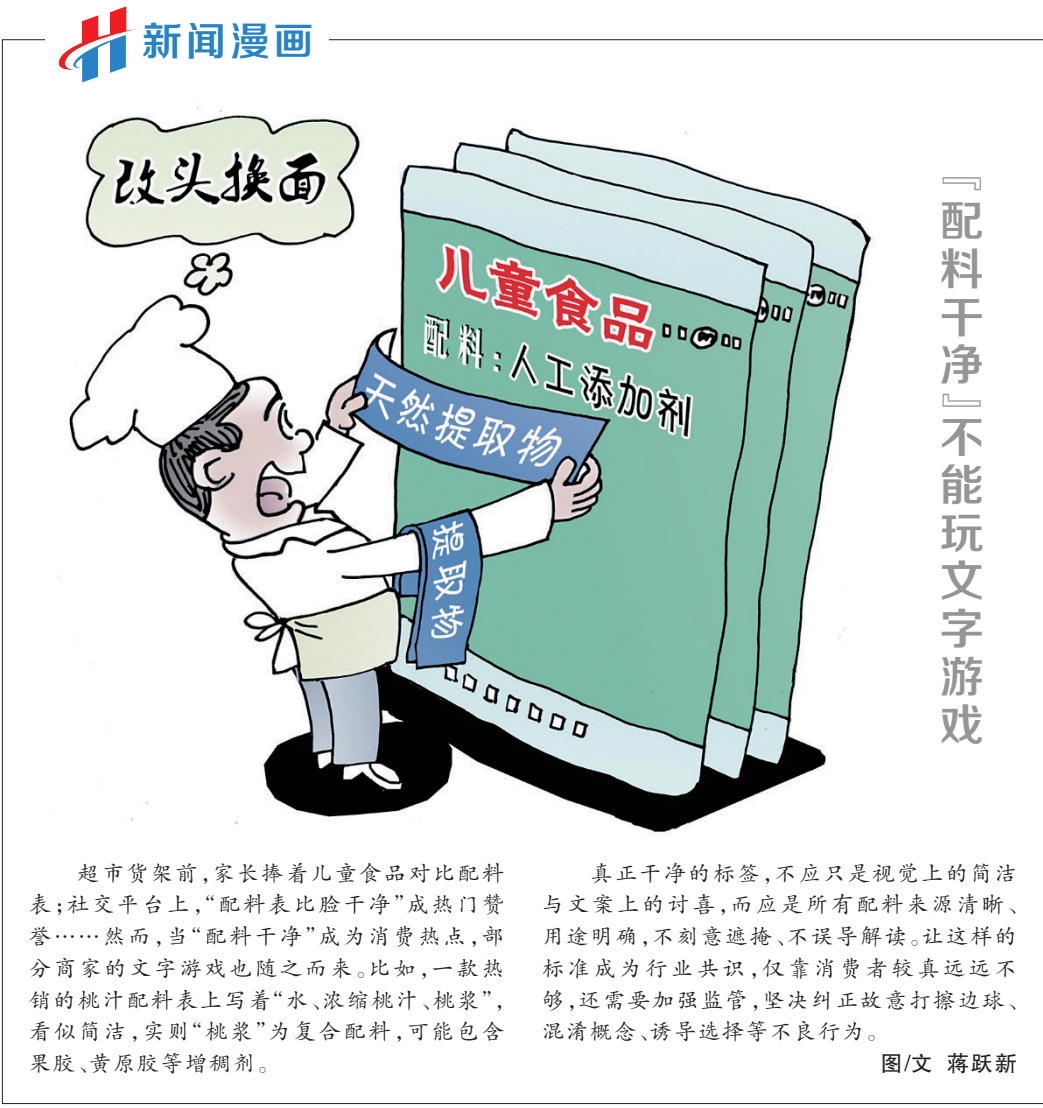 新闻漫画
改头换面
儿童食品
配料:人工添加剂
天然提取物
提取物
『配料干净』不能玩文字游戏
超市货架前,家长捧着儿童食品对比配料
表;社交平台上,“配料表比脸干净”成热门赞
誉……然而,当“配料干净”成为消费热点,部
分商家的文字游戏也随之而来。比如,一款热
销的桃汁配料表上写着“水、浓缩桃汁、桃浆”,
看似简洁,实则“桃浆”为复合配料,可能包含
果胶、黄原胶等增稠剂。
真正干净的标签,不应只是视觉上的简洁
与文案上的讨喜,而应是所有配料来源清晰、
用途明确,不刻意遮掩、不误导解读。让这样的
标准成为行业共识,仅靠消费者较真远远不
够,还需要加强监管,坚决纠正故意打擦边球、
混淆概念、诱导选择等不良行为。
图/文 蒋跃新